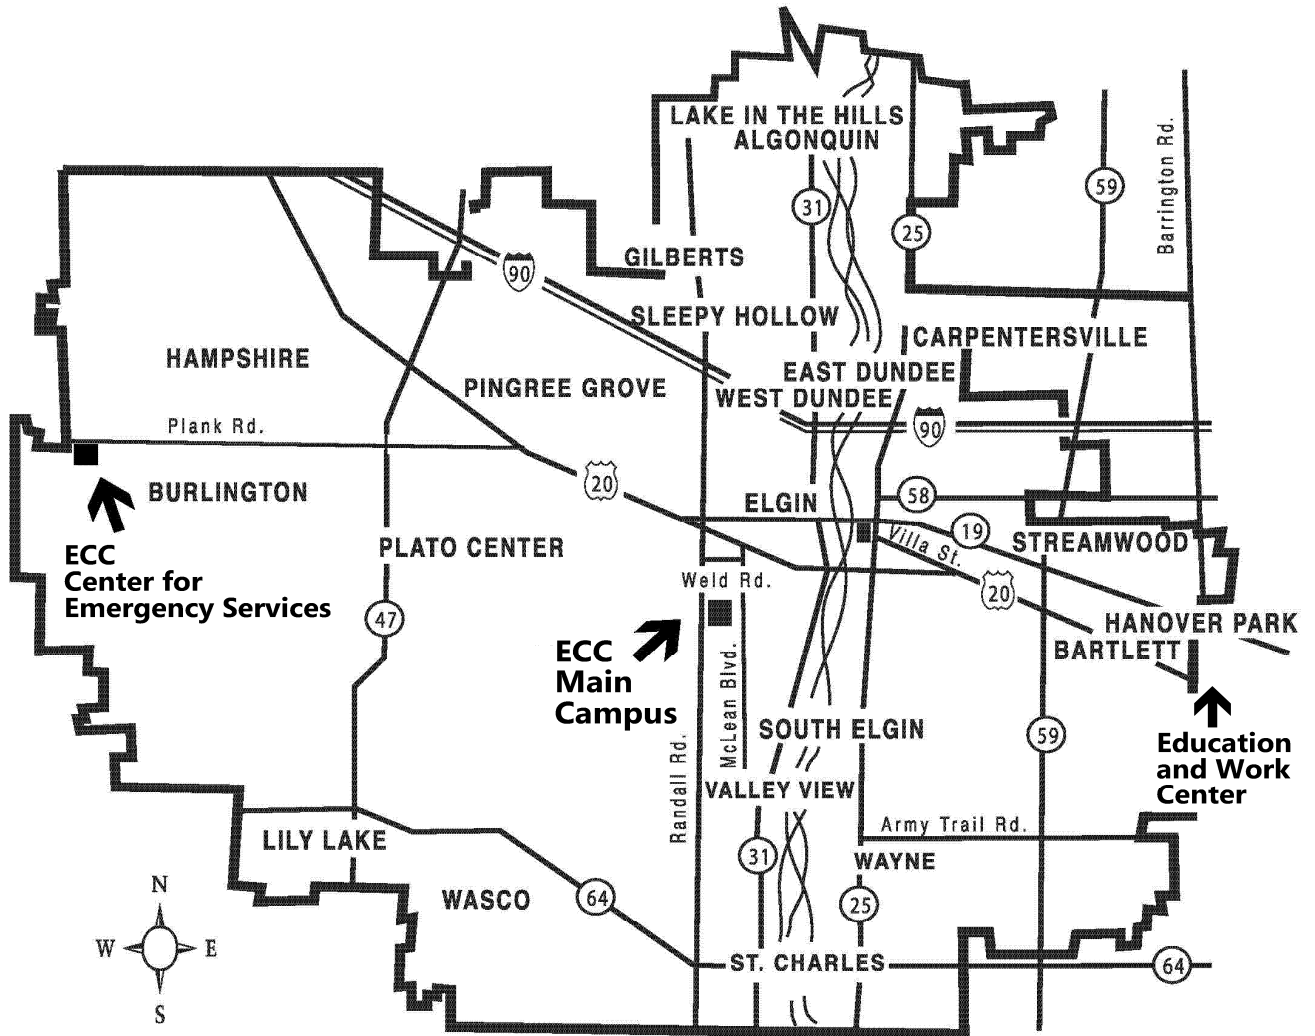 LAKE IN THE HILLS
ALGONQUIN
59
Barrington Rd.
31
25
GILBERTS
90
SLEEPY HOLLOW
CARPENTERSVILLE
HAMPSHIRE
EAST DUNDEE
PINGREE GROVE
WEST DUNDEE
Plank Rd.
90
20
BURLINGTON
58
ELGIN
19
Villa St.
STREAMWOOD
PLATO CENTER
ECC
Center for
Emergency Services
Weld Rd.
20
47
HANOVER PARK
BARTLETT
ECC
Main
Campus
McLean Blvd.
SOUTH ELGIN
59
Education
and Work
Center
Randall Rd.
VALLEY VIEW
Army Trail Rd.
LILY LAKE
31
WAYNE
64
WASCO
25
N
W E
S
ST. CHARLES
64